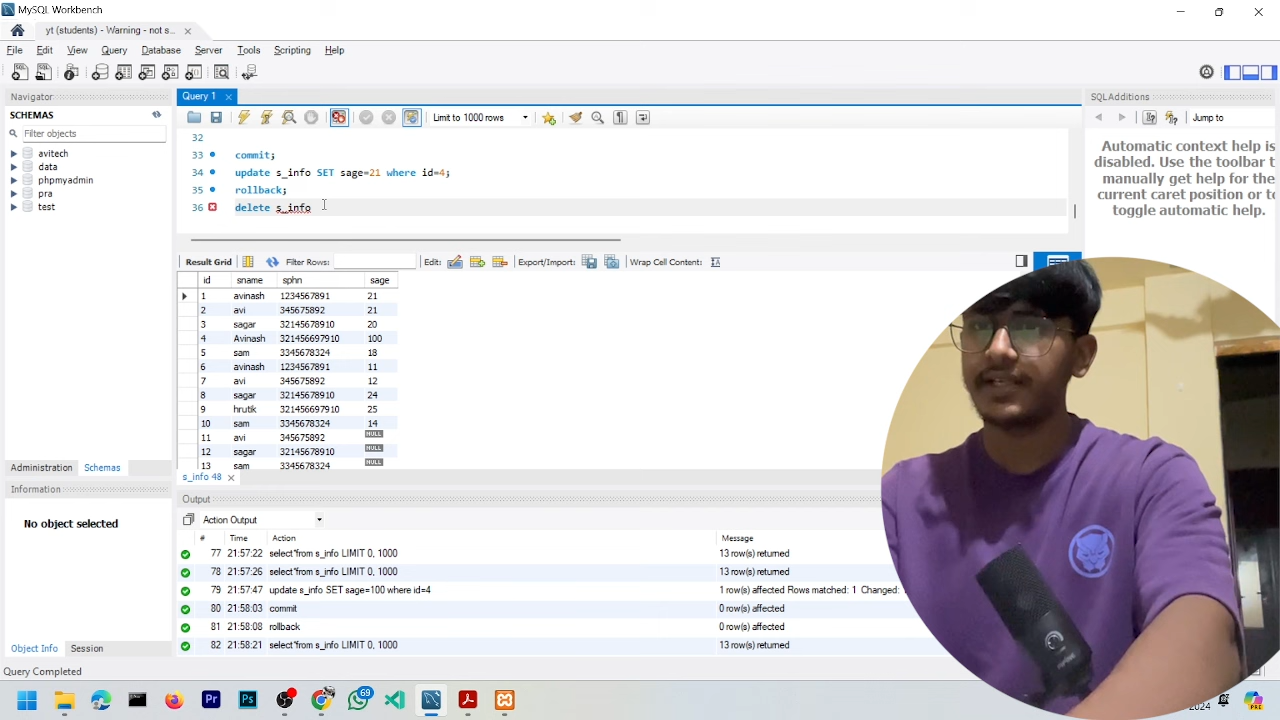 MySQL Workbench
yt (students) - Warning - not s...
File Edit View Query Database Server Tools Scripting Help
Navigator
SCHEMAS
Filter objects
avitech
data
phpmyadmin
pra
test
Administration Schemas
Information
No object selected
Object Info Session
Query Completed
Query 1
Limit to 1000 rows
32
33 commit;
34 update s_info SET sage=21 where id=4;
35 rollback;
36 delete s_info
Result Grid Filter Rows: Edit: Export/Import: Wrap Cell Content:
id sname sphn sage
1 avinash 1234567891 21
2 avi 345675892 21
3 sagar 32145678910 20
4 Avinash 321456697910 100
5 sam 3345678324 18
6 avinash 1234567891 11
7 avi 345675892 12
8 sagar 32145678910 24
9 hrutik 321456697910 25
10 sam 3345678324 14
11 avi 345675892 NULL
12 sagar 32145678910 NULL
13 sam 3345678324 NULL
s_info 48
Output
Action Output
# Time Action Message
77 21:57:22 select*from s_info LIMIT 0, 1000 13 row(s) returned
78 21:57:26 select*from s_info LIMIT 0, 1000 13 row(s) returned
79 21:57:47 update s_info SET sage=100 where id=4 1 row(s) affected Rows matched: 1 Changed:
80 21:58:03 commit 0 row(s) affected
81 21:58:08 rollback 0 row(s) affected
82 21:58:21 select*from s_info LIMIT 0, 1000 13 row(s) returned
SQLAdditions
Jump to
Automatic context help is
disabled. Use the toolbar t
manually get help for the
current caret position or to
toggle automatic help.
69
Pr
Ps
2024
PRE